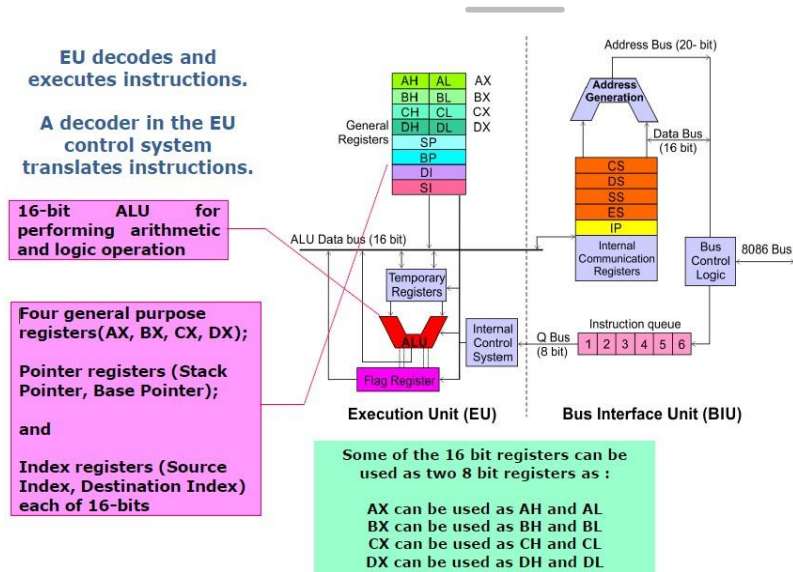 EU decodes and
executes instructions.
A decoder in the EU
control system
translates instructions.
16-bit ALU for
performing arithmetic
and logic operation
Four general purpose
registers(AX, BX, CX, DX);
Pointer registers (Stack
Pointer, Base Pointer);
and
Index registers (Source
Index, Destination Index)
each of 16-bits
AH AL AX
BH BL BX
CH CL CX
DH DL DX
General
Registers
SP
BP
DI
SI
ALU Data bus (16 bit)
Temporary
Registers
ALU
Internal
Control
System
Flag Register
Execution Unit (EU)
Address Bus (20- bit)
Address
Generation
Data Bus
(16 bit)
CS
DS
SS
ES
IP
Internal
Communication
Registers
Bus
Control
Logic
8086 Bus
Q Bus
(8 bit)
Instruction queue
1 2 3 4 5 6
Bus Interface Unit (BIU)
Some of the 16 bit registers can be
used as two 8 bit registers as :
AX can be used as AH and AL
BX can be used as BH and BL
CX can be used as CH and CL
DX can be used as DH and DL